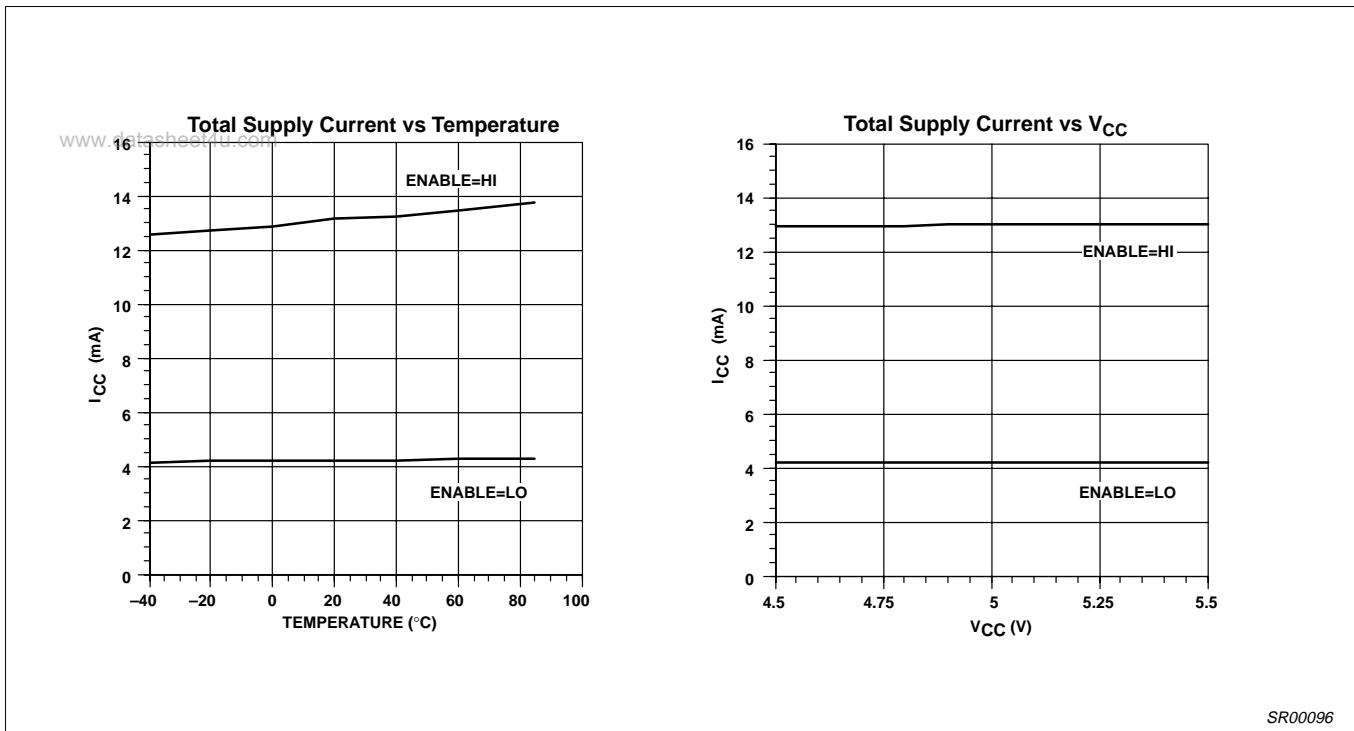 www.datasheet4u.com
Total Supply Current vs Temperature
16
14
12
10
8
6
4
2
0
ICC (mA)
ENABLE=HI
ENABLE=LO
–40 –20 0 20 40 60 80 100
TEMPERATURE (°C)
Total Supply Current vs VCC
16
14
12
10
8
6
4
2
0
ICC (mA)
ENABLE=HI
ENABLE=LO
4.5 4.75 5 5.25 5.5
VCC (V)
SR00096